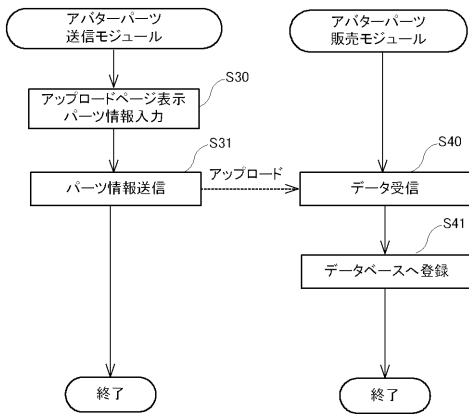 アバターパーツ
送信モジュール
アバターパーツ
販売モジュール
S30
アップロードページ表示
パーツ情報入力
S31
パーツ情報送信
アップロード
S40
データ受信
S41
データベースへ登録
終了
終了